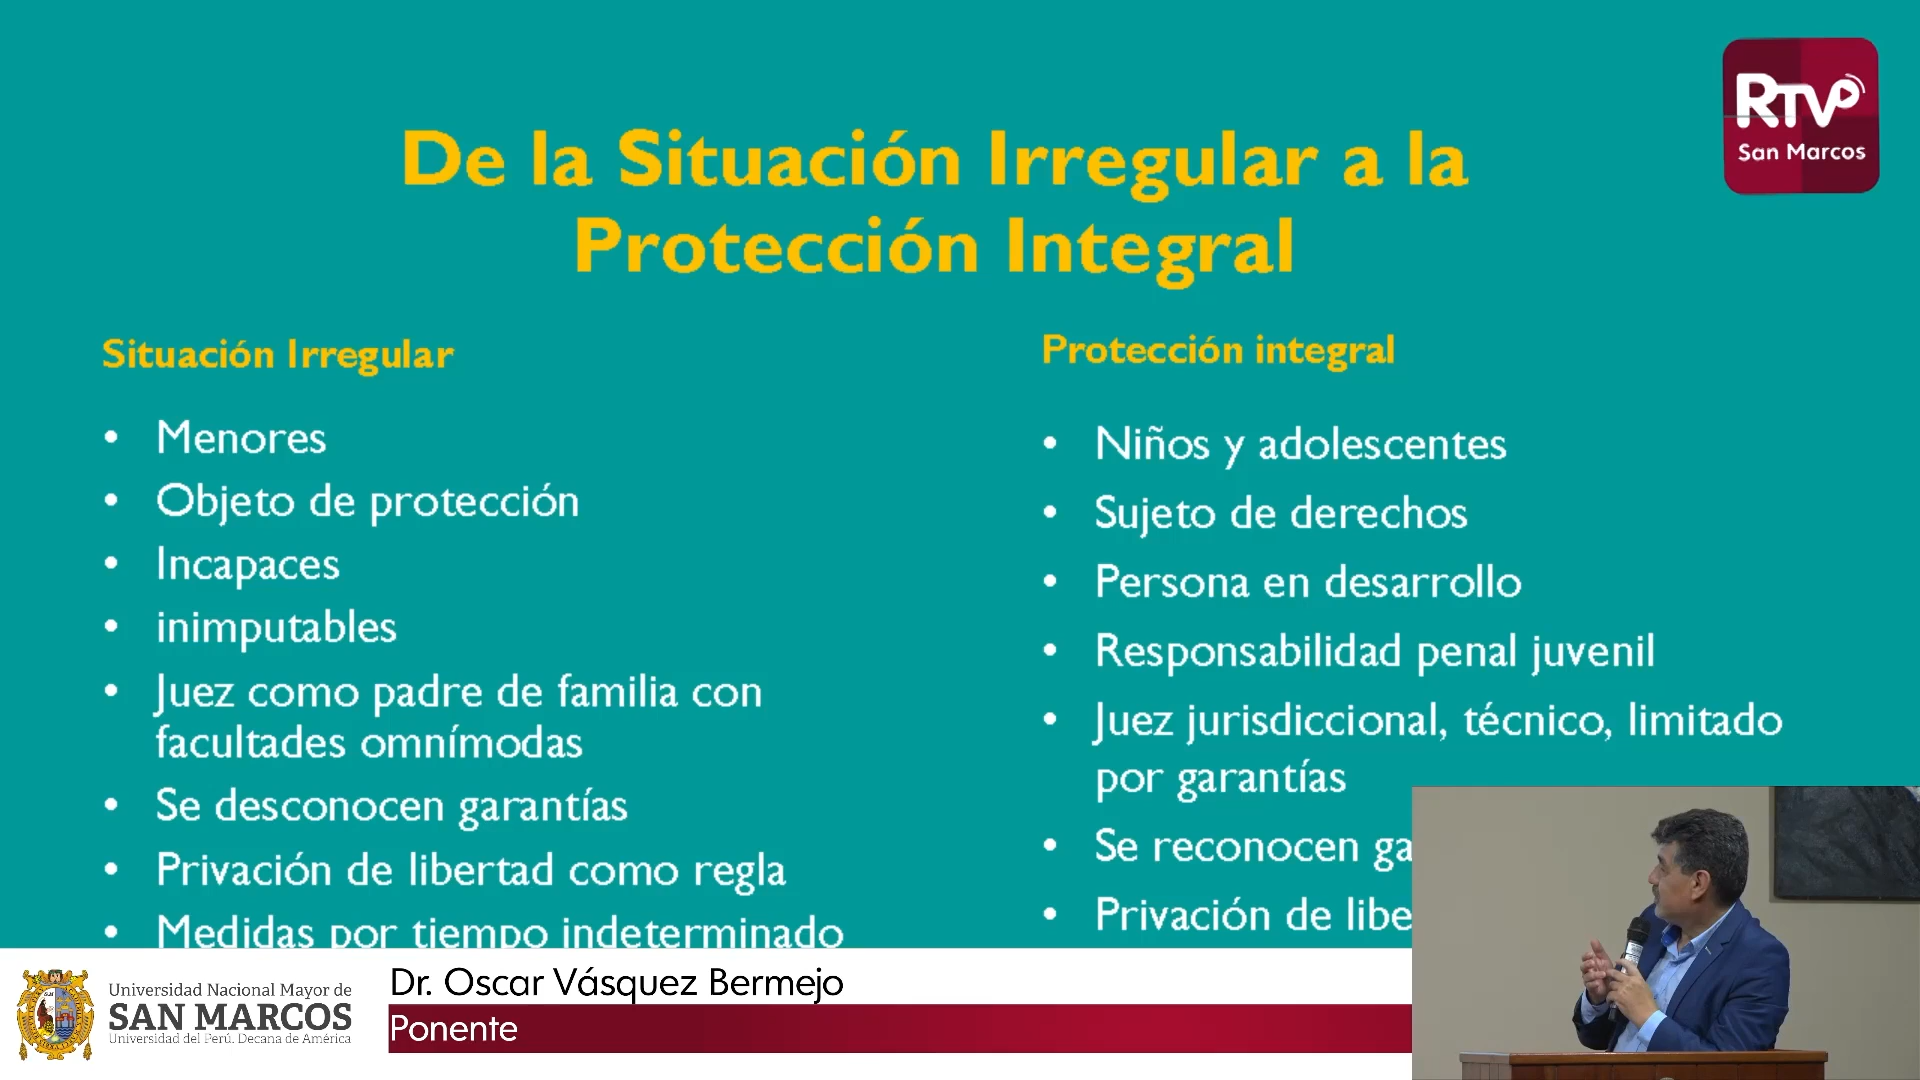 RTV
San Marcos
De la Situación Irregular a la
Protección Integral
Situación Irregular
• Menores
• Objeto de protección
• Incapaces
• inimputables
• Juez como padre de familia con
facultades omnímodas
• Se desconocen garantías
• Privación de libertad como regla
• Medidas por tiempo indeterminado
Protección integral
• Niños y adolescentes
• Sujeto de derechos
• Persona en desarrollo
• Responsabilidad penal juvenil
• Juez jurisdiccional, técnico, limitado
por garantías
• Se reconocen ga
• Privación de libe
Universidad Nacional Mayor de
SAN MARCOS
Universidad del Perú. Decana de América
Dr. Oscar Vásquez Bermejo
Ponente